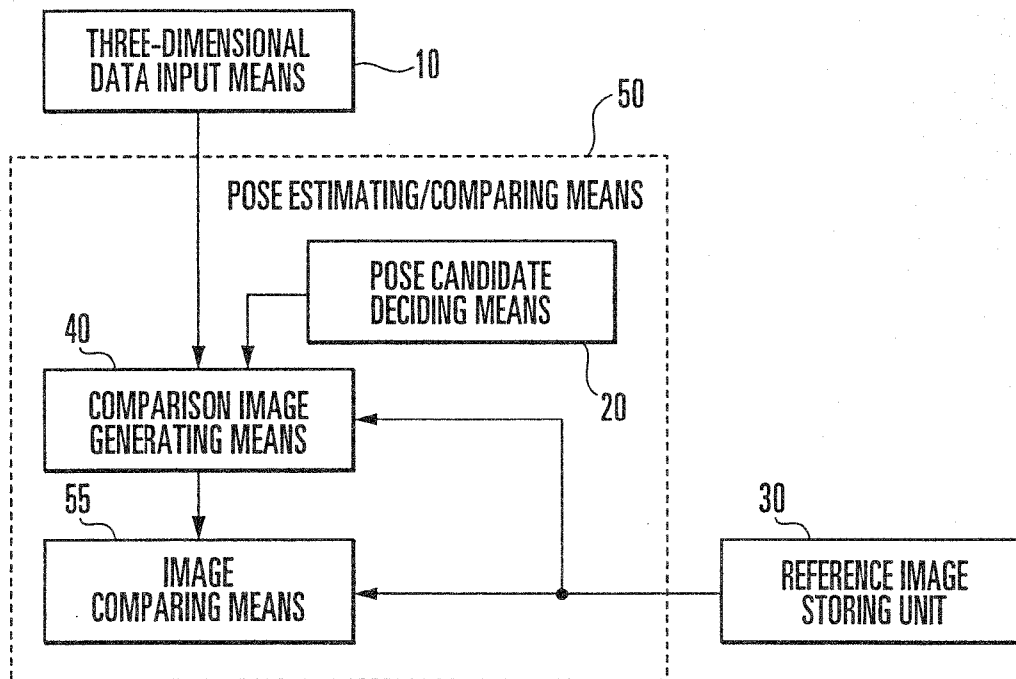 THREE-DIMENSIONAL
DATA INPUT MEANS
10
50
POSE ESTIMATING/COMPARING MEANS
POSE CANDIDATE
DECIDING MEANS
20
40
COMPARISON IMAGE
GENERATING MEANS
55
IMAGE
COMPARING MEANS
30
REFERENCE IMAGE
STORING UNIT